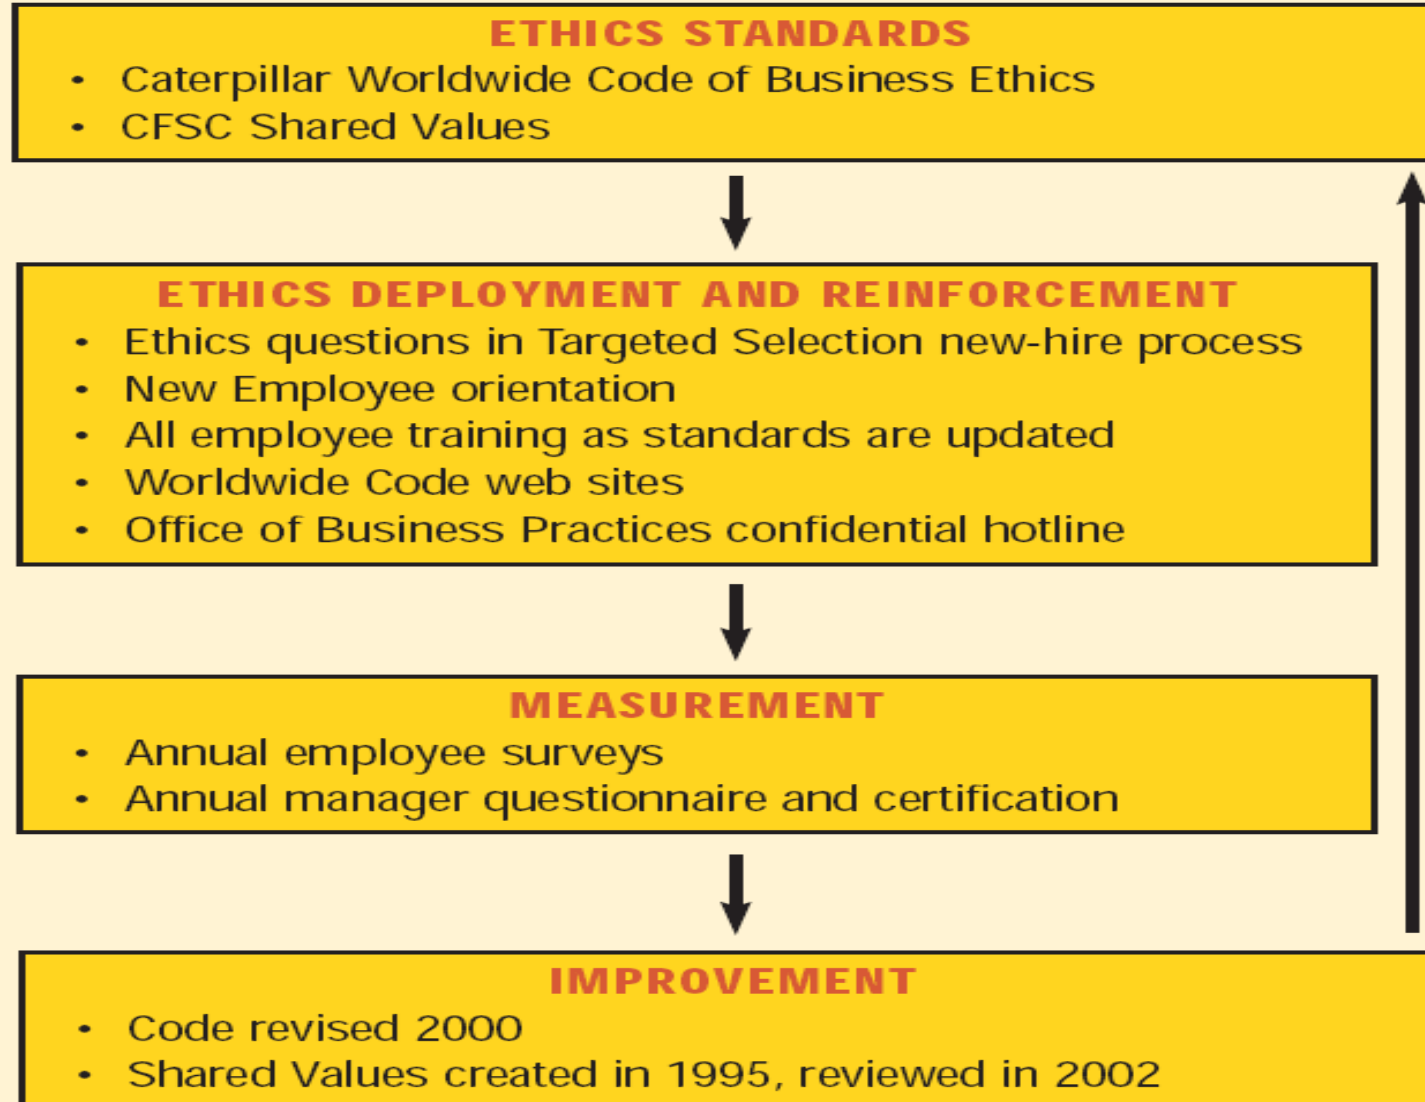 ETHICS STANDARDS
• Caterpillar Worldwide Code of Business Ethics
• CFSC Shared Values
ETHICS DEPLOYMENT AND REINFORCEMENT
• Ethics questions in Targeted Selection new-hire process
• New Employee orientation
• All employee training as standards are updated
• Worldwide Code web sites
• Office of Business Practices confidential hotline
MEASUREMENT
• Annual employee surveys
• Annual manager questionnaire and certification
IMPROVEMENT
• Code revised 2000
• Shared Values created in 1995, reviewed in 2002